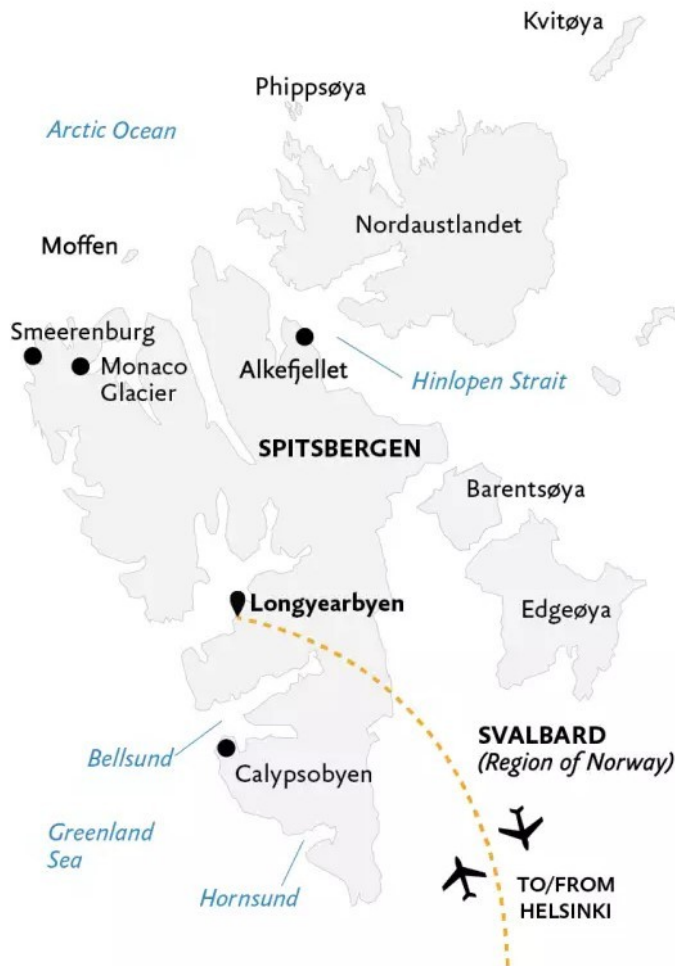 Kvitøya
Phippsøya
Arctic Ocean
Nordaustlandet
Moffen
Smeerenburg
Monaco
Glacier
Alkefjellet
Hinlopen Strait
SPITSBERGEN
Barentsøya
Longyearbyen
Edgeøya
SVALBARD
(Region of Norway)
Bellsund
Calypsobyen
Greenland
Sea
Hornsund
TO/FROM
HELSINKI